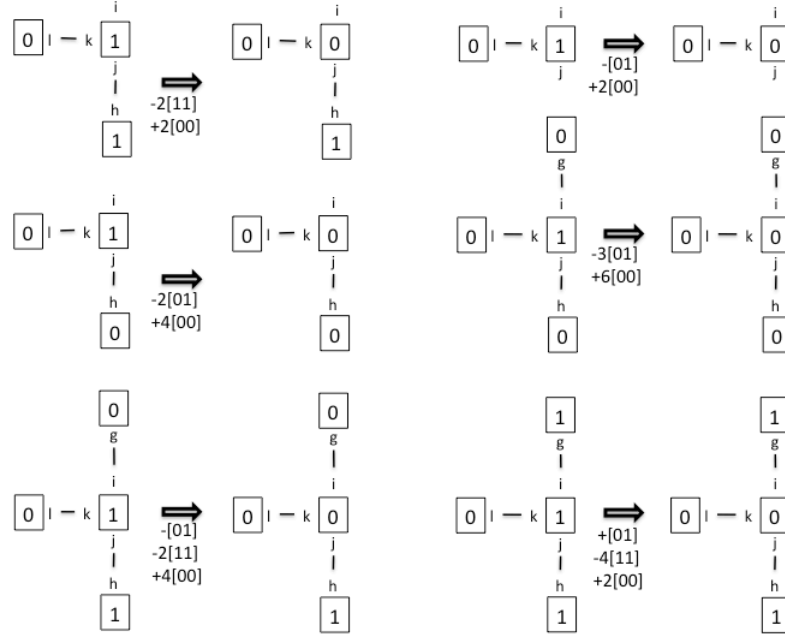 i i
0 l – k 1 0 l – k 0
j j
h h
1 1
-2[11]
+2[00]
i i
0 l – k 1 0 l – k 0
j j
-[01]
+2[00]
i i
0 l – k 1 0 l – k 0
j j
h h
0 0
-2[01]
+4[00]
0 0
g g
i i
0 l – k 1 0 l – k 0
j j
h h
0 0
-3[01]
+6[00]
0 0
g g
i i
0 l – k 1 0 l – k 0
j j
h h
1 1
-[01]
-2[11]
+4[00]
1 1
g g
i i
0 l – k 1 0 l – k 0
j j
h h
1 1
+[01]
-4[11]
+2[00]